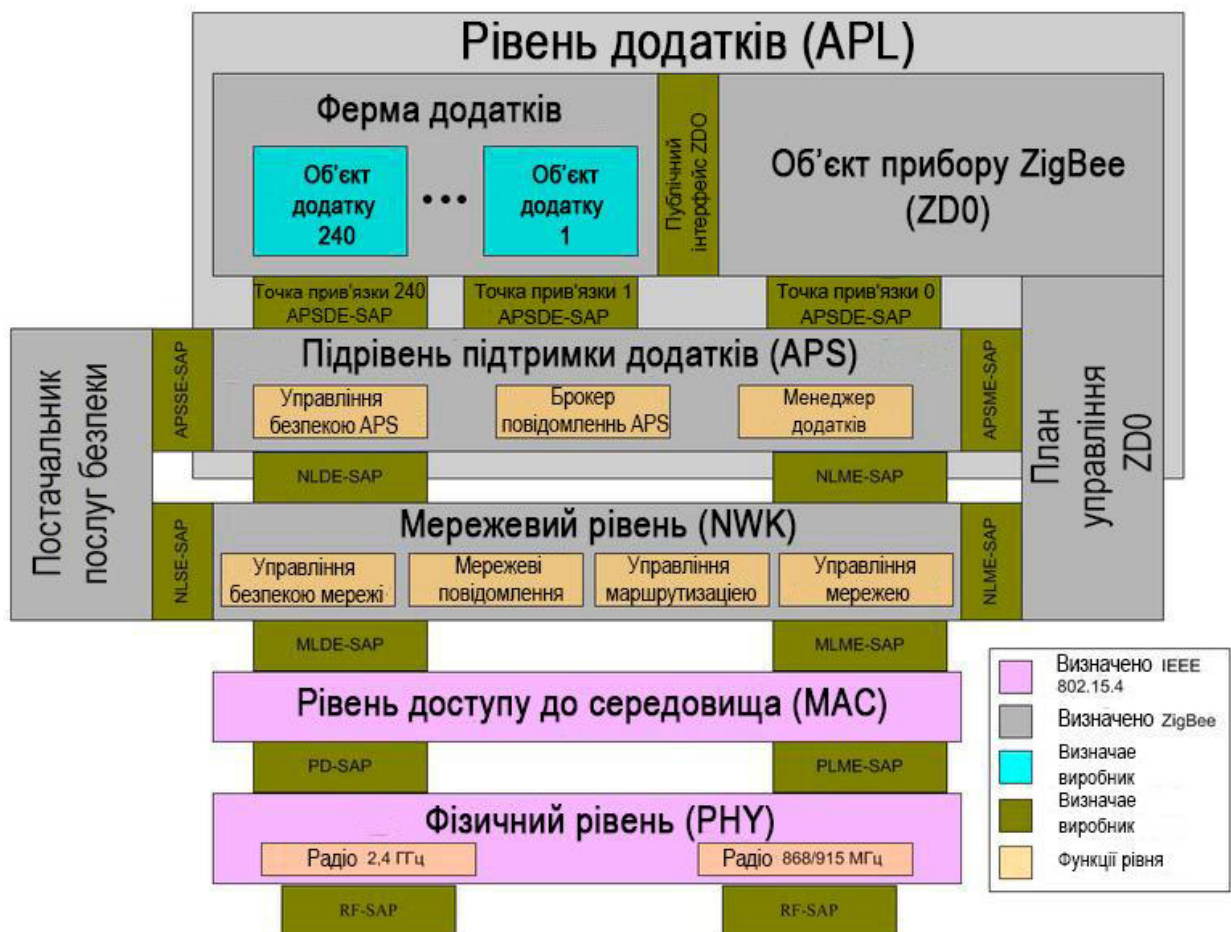 Рівень додатків (APL)
Ферма додатків
Об'єкт
додатку
240
•••
Об'єкт
додатку
1
Публічний
інтерфейс ZDO
Об'єкт прибору ZigBee
(ZD0)
Точка прив'язки 240
APSDE-SAP
Точка прив'язки 1
APSDE-SAP
Точка прив'язки 0
APSDE-SAP
Постачальник
послуг безпеки
APSSE-SAP
Підрівень підтримки додатків (APS)
Управління
безпекою APS
Брокер
повідомленнь APS
Менеджер
додатків
APSME-SAP
План
управління
ZD0
NLDE-SAP
NLME-SAP
NLSE-SAP
Мережевий рівень (NWK)
Управління
безпекою мережі
Мережеві
повідомлення
Управління
маршрутизацією
Управління
мережею
NLME-SAP
MLDE-SAP
MLME-SAP
Рівень доступу до середовища (MAC)
PD-SAP
PLME-SAP
Фізичний рівень (PHY)
Радіо 2,4 ГГц
Радіо 868/915 МГц
RF-SAP
RF-SAP
Визначено IEEE
802.15.4
Визначено ZigBee
Визначае
виробник
Визначае
виробник
Функції рівня